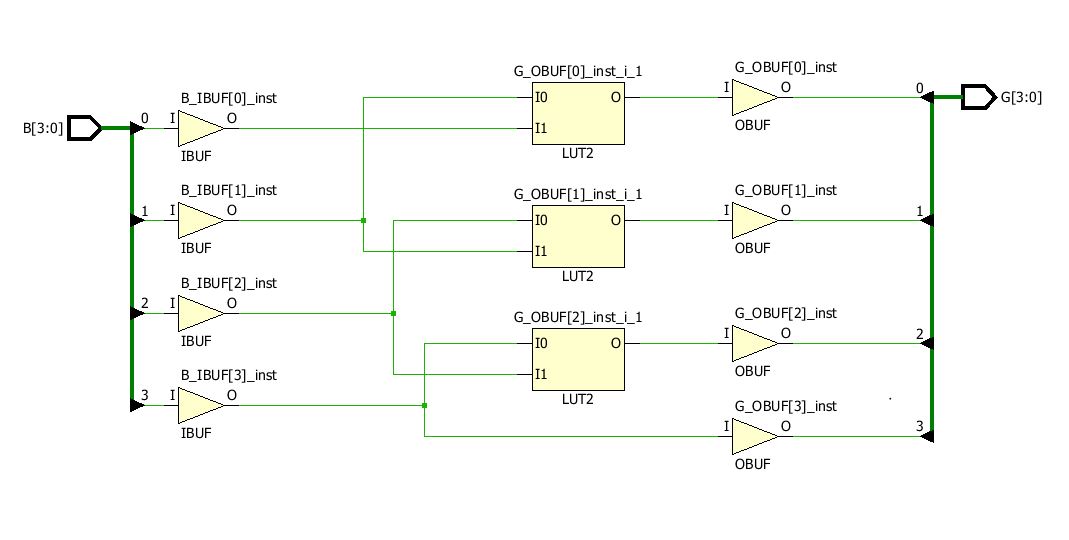 G_OBUF[0]_inst_i_1
G_OBUF[0]_inst
B_IBUF[0]_inst
I0
O
I
O
0
G[3:0]
B[3:0]
0
I
O
I1
OBUF
IBUF
LUT2
B_IBUF[1]_inst
G_OBUF[1]_inst_i_1
G_OBUF[1]_inst
1
I
O
I0
O
I
O
1
IBUF
I1
OBUF
LUT2
B_IBUF[2]_inst
2
I
O
G_OBUF[2]_inst_i_1
G_OBUF[2]_inst
IBUF
I0
O
I
O
2
B_IBUF[3]_inst
I1
OBUF
3
I
O
LUT2
G_OBUF[3]_inst
IBUF
I
O
3
OBUF